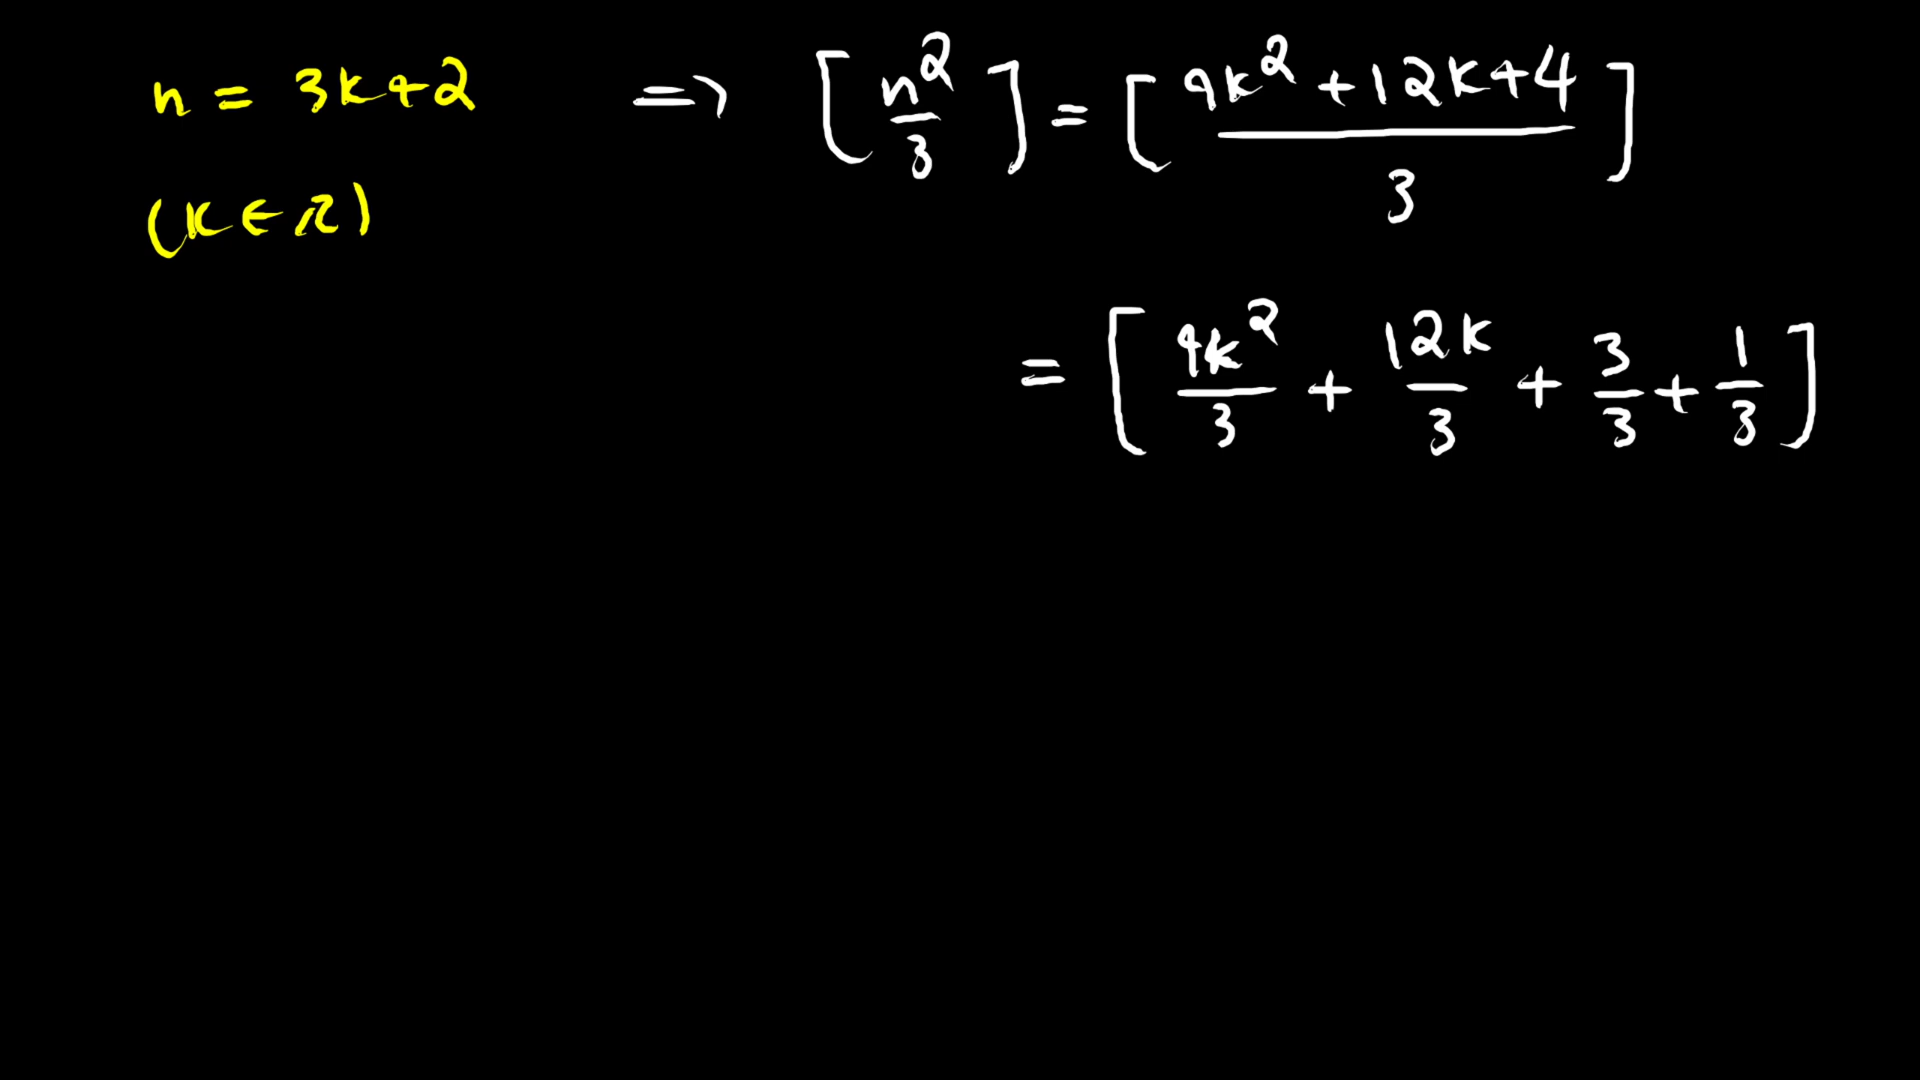 n = 3k+2 => [n²/3] = [9k²+12k+4/3]
(k∈Z)
= [9k²/3 + 12k/3 + 3/3 + 1/3]